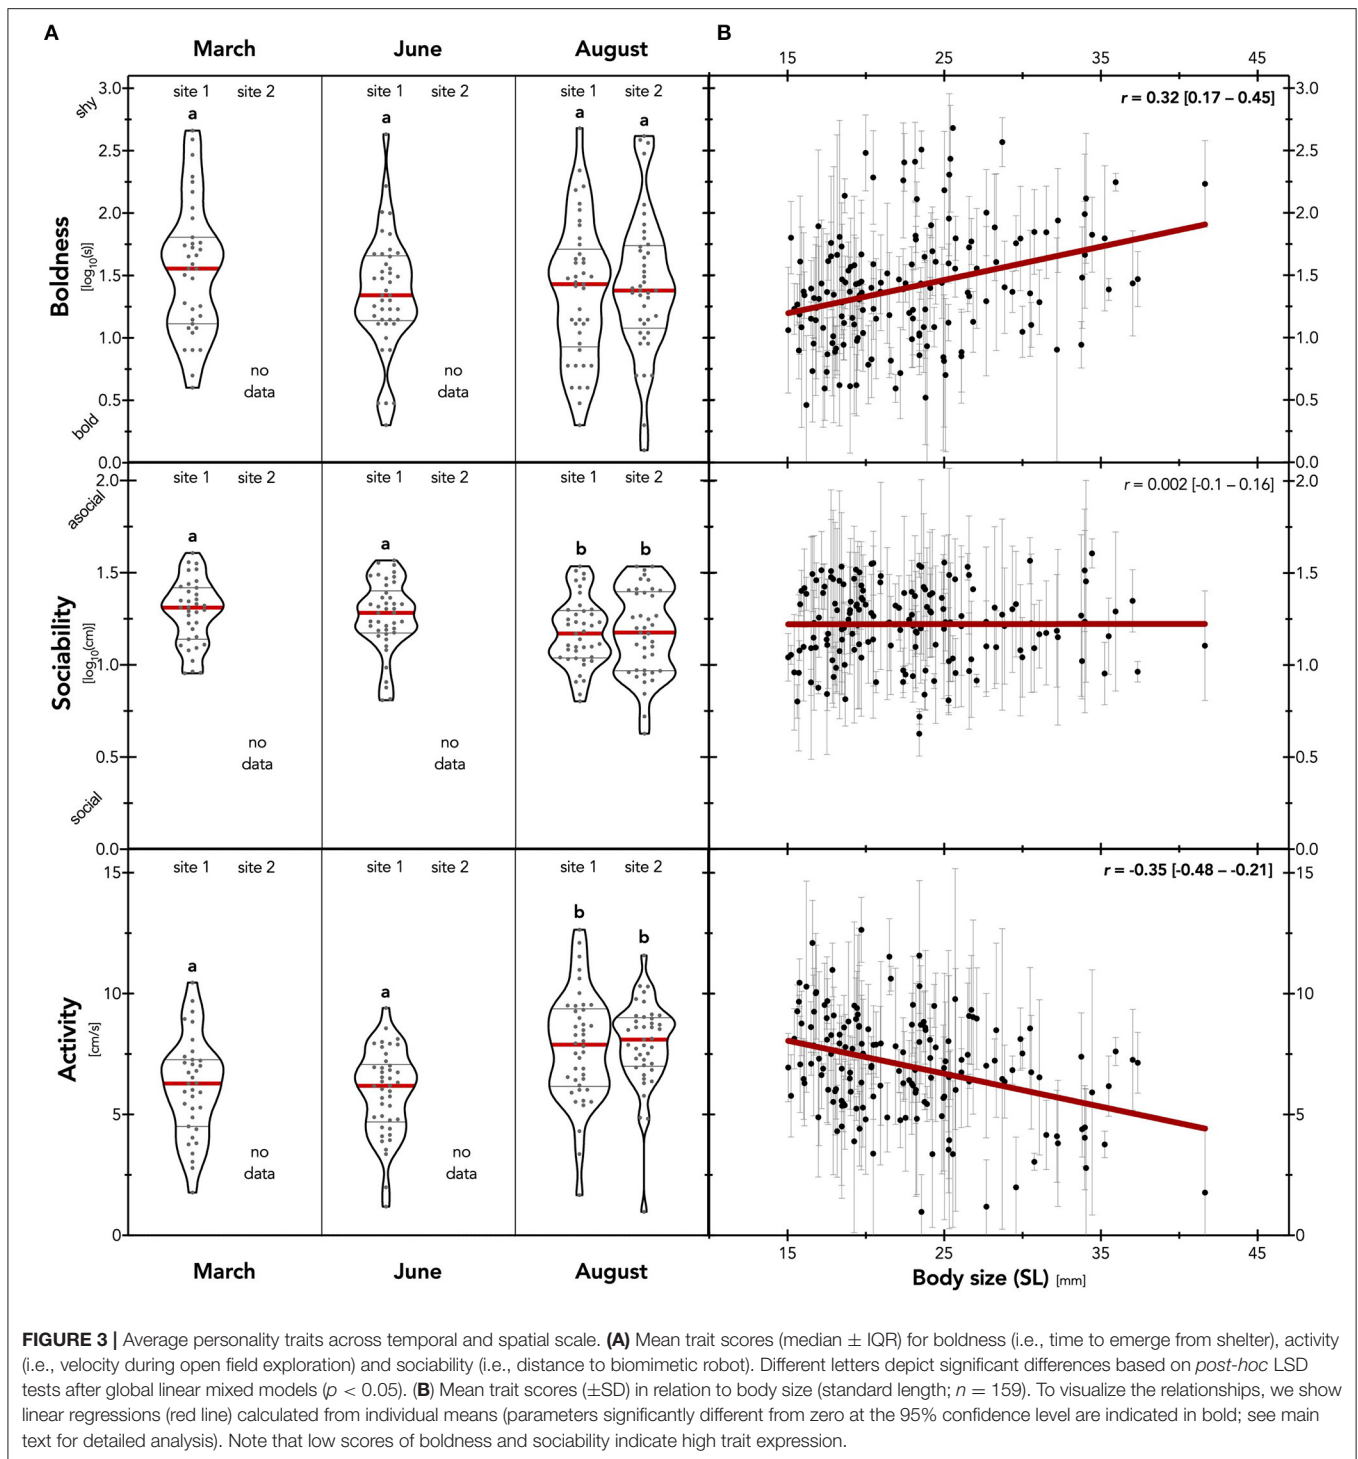 A
B
March
June
August
15
25
35
45
site 1
site 2
site 1
site 2
site 1
site 2
a
a
a
a
r = 0.32 [0.17 – 0.45]
shy
bold
Boldness
[log10(s)]
3.0
2.5
2.0
1.5
1.0
0.5
0.0
no
data
no
data
3.0
2.5
2.0
1.5
1.0
0.5
0.0
site 1
site 2
site 1
site 2
site 1
site 2
a
a
b
b
r = 0.002 [-0.1 – 0.16]
asocial
social
Sociability
[log10(cm)]
2.0
1.5
1.0
0.5
0.0
no
data
no
data
2.0
1.5
1.0
0.5
0.0
site 1
site 2
site 1
site 2
site 1
site 2
a
a
b
b
r = -0.35 [-0.48 – -0.21]
Activity
[cm/s]
15
10
5
0
no
data
no
data
15
10
5
0
15
25
35
45
March
June
August
Body size (SL) [mm]
FIGURE 3 | Average personality traits across temporal and spatial scale. (A) Mean trait scores (median ± IQR) for boldness (i.e., time to emerge from shelter), activity
(i.e., velocity during open field exploration) and sociability (i.e., distance to biomimetic robot). Different letters depict significant differences based on post-hoc LSD
tests after global linear mixed models (p < 0.05). (B) Mean trait scores (±SD) in relation to body size (standard length; n = 159). To visualize the relationships, we show
linear regressions (red line) calculated from individual means (parameters significantly different from zero at the 95% confidence level are indicated in bold; see main
text for detailed analysis). Note that low scores of boldness and sociability indicate high trait expression.